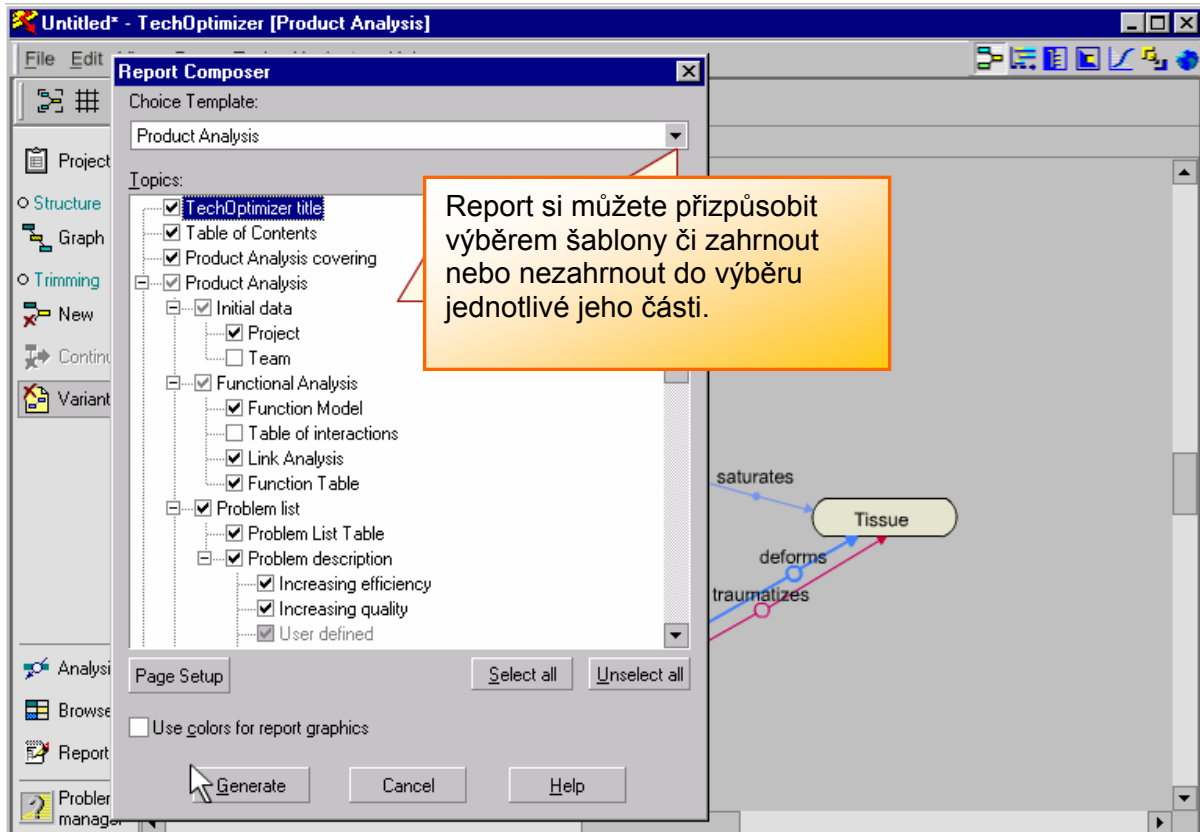 Untitled* - TechOptimizer [Product Analysis]
File Edit
Report Composer
Choice Template:
Product Analysis
Project
Topics:
Structure
TechOptimizer title
Graph
Table of Contents
Product Analysis covering
Trimming
Product Analysis
New
Initial data
Project
Team
Variant
Functional Analysis
Function Model
Table of interactions
Link Analysis
Function Table
Problem list
Problem List Table
Problem description
Increasing efficiency
Increasing quality
User defined
Report si můžete přizpůsobit
výběrem šablony či zahrnout
nebo nezahrnout do výběru
jednotlivé jeho části.
saturates
Tissue
deforms
traumatizes
Analysi
Page Setup
Select all
Unselect all
Browse
Use colors for report graphics
Report
Generate
Cancel
Help
Probler
manager